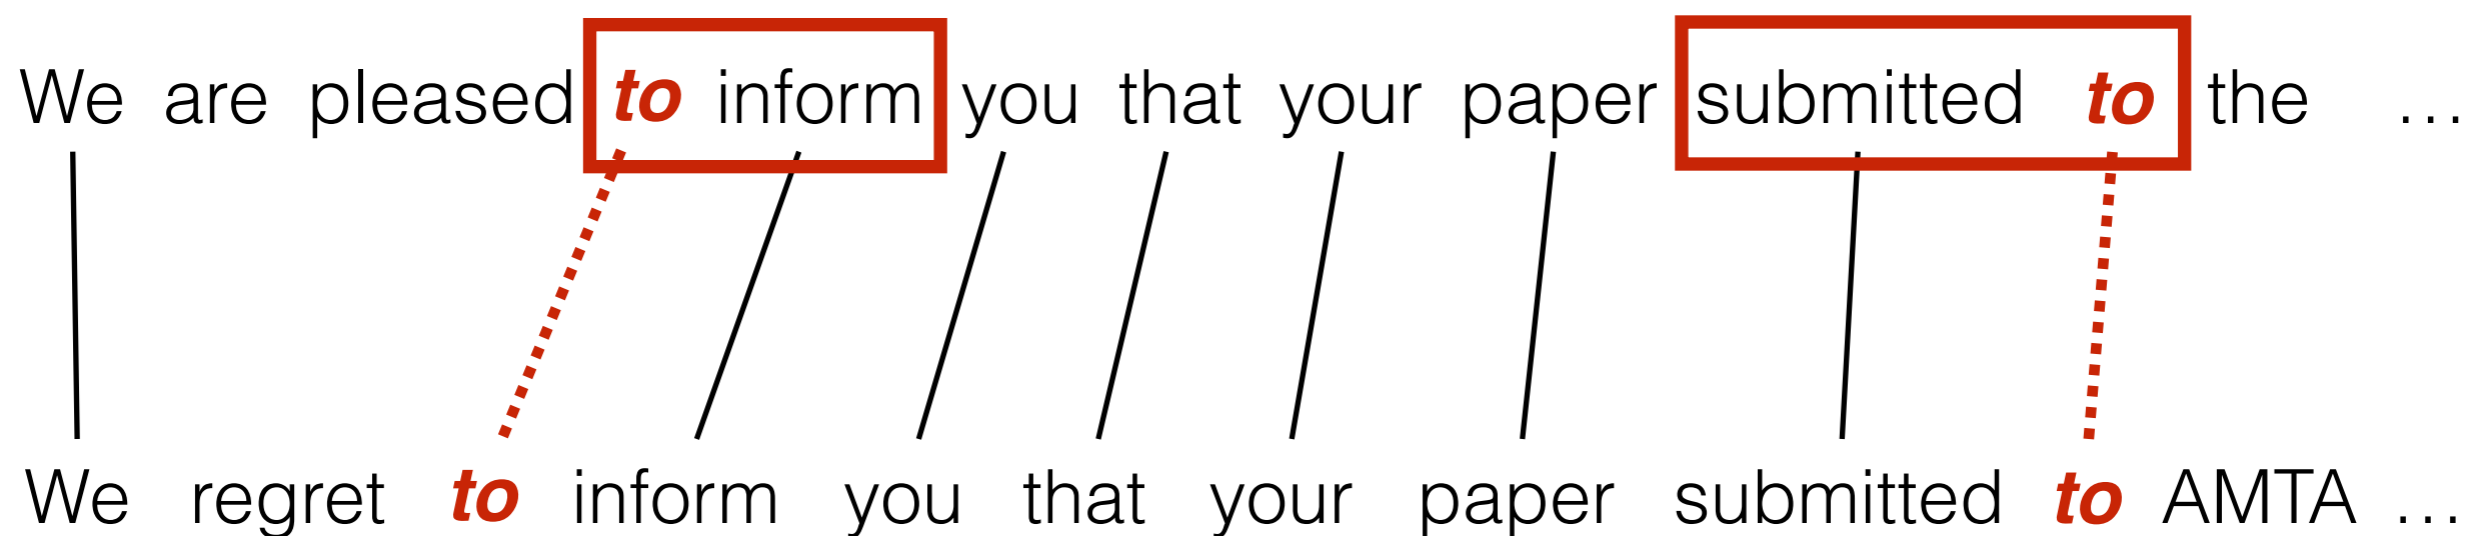 We are pleased to inform you that your paper submitted to the ...
We regret to inform you that your paper submitted to AMTA ...